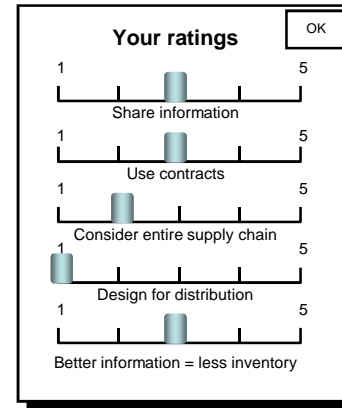 Your ratings
OK
1 5
Share information
1 5
Use contracts
1 5
Consider entire supply chain
1 5
Design for distribution
1 5
Better information = less inventory